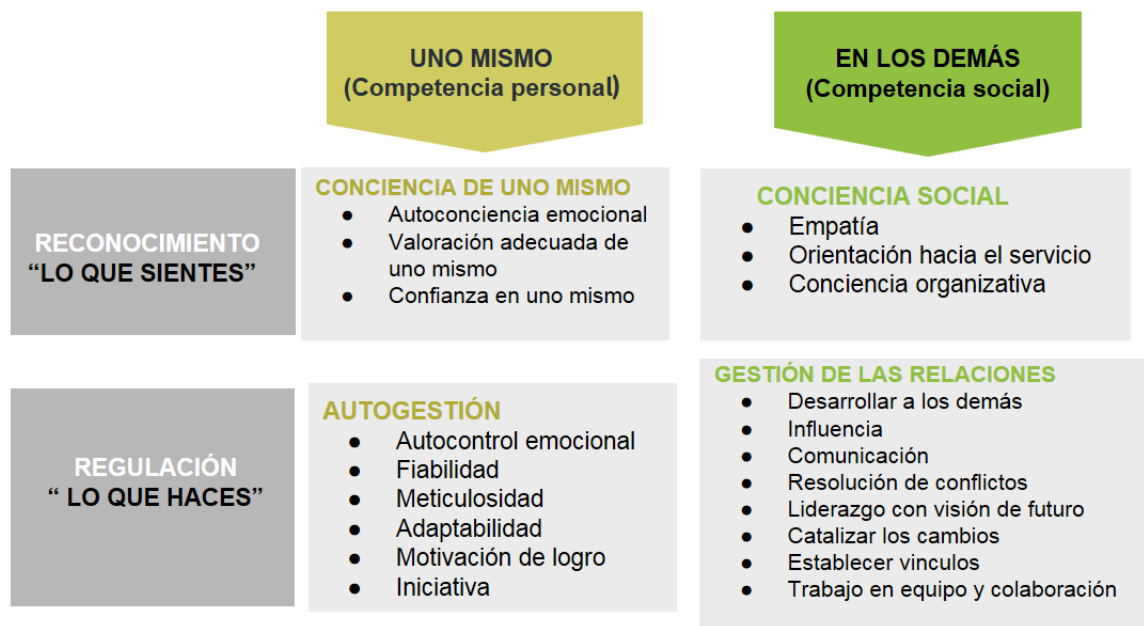 UNO MISMO
(Competencia personal)
EN LOS DEMÁS
(Competencia social)
RECONOCIMIENTO
“LO QUE SIENTES”
CONCIENCIA DE UNO MISMO
● Autoconciencia emocional
● Valoración adecuada de
uno mismo
● Confianza en uno mismo
CONCIENCIA SOCIAL
● Empatía
● Orientación hacia el servicio
● Conciencia organizativa
REGULACIÓN
“ LO QUE HACES”
AUTOGESTIÓN
● Autocontrol emocional
● Fiabilidad
● Meticulosidad
● Adaptabilidad
● Motivación de logro
● Iniciativa
GESTIÓN DE LAS RELACIONES
● Desarrollar a los demás
● Influencia
● Comunicación
● Resolución de conflictos
● Liderazgo con visión de futuro
● Catalizar los cambios
● Establecer vinculos
● Trabajo en equipo y colaboración